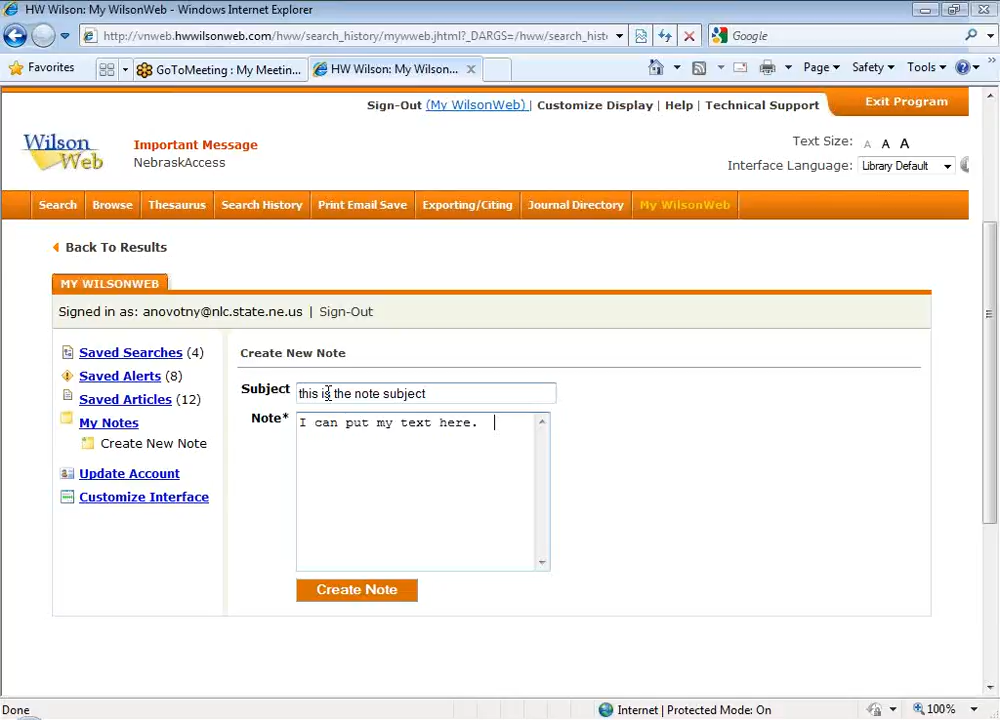 HW Wilson: My WilsonWeb - Windows Internet Explorer
http://vnweb.hwwilsonweb.com/hww/search_history/mywweb.jhtml?_DARGS=/hww/search_hist
Google
Favorites
GoToMeeting : My Meetin...
HW Wilson: My Wilson...
Page
Safety
Tools
Sign-Out (My WilsonWeb) | Customize Display | Help | Technical Support
Exit Program
Wilson
Web
Important Message
NebraskAccess
Text Size: A A A
Interface Language: Library Default
Search
Browse
Thesaurus
Search History
Print Email Save
Exporting/Citing
Journal Directory
My WilsonWeb
Back To Results
MY WILSONWEB
Signed in as: anovotny@nlc.state.ne.us | Sign-Out
Saved Searches (4)
Saved Alerts (8)
Saved Articles (12)
My Notes
Create New Note
Update Account
Customize Interface
Create New Note
Subject this is the note subject
Note* I can put my text here.
Create Note
Done
Internet | Protected Mode: On
100%